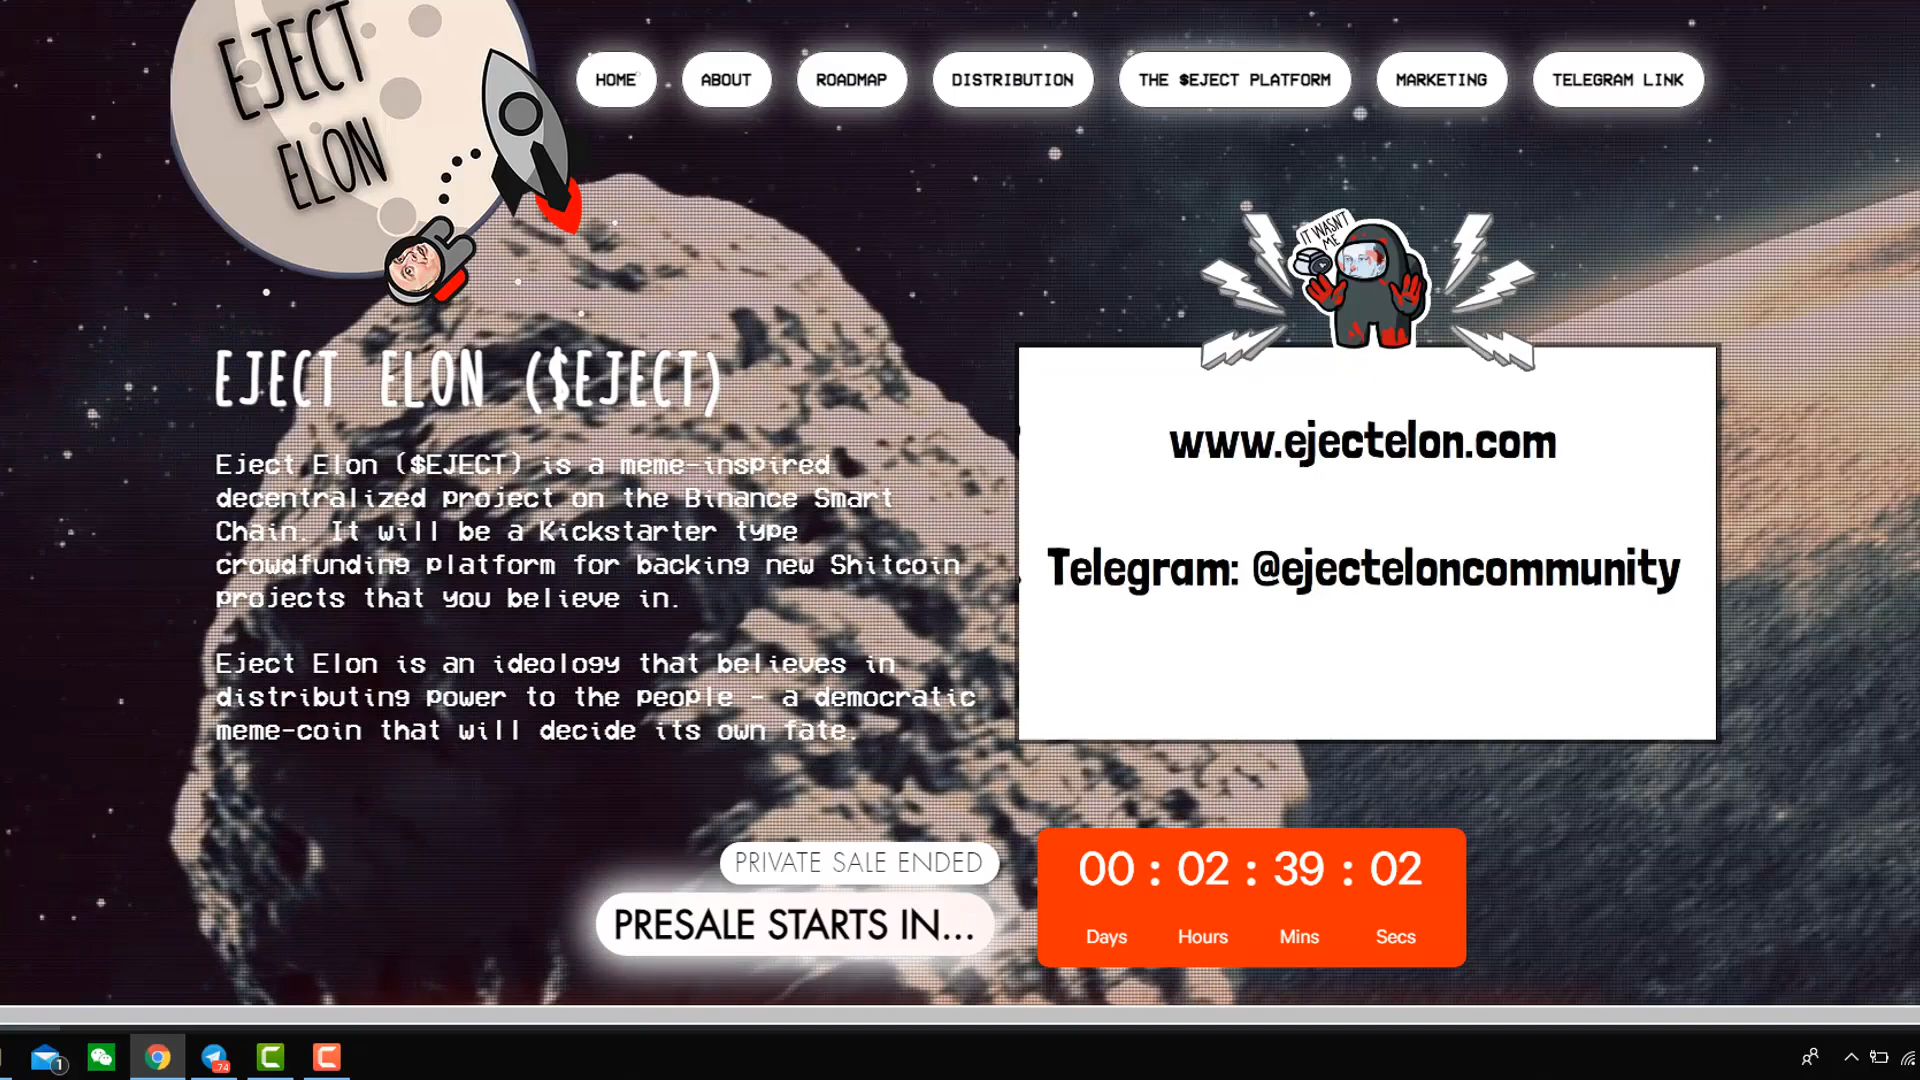 EJECT
ELON
HOME
ABOUT
ROADMAP
DISTRIBUTION
THE $EJECT PLATFORM
MARKETING
TELEGRAM LINK
IT WASN'T
ME
EJECT ELON ($EJECT)
Eject Elon ($EJECT) is a meme-inspired
decentralized project on the Binance Smart
Chain. It will be a Kickstarter type
crowdfunding platform for backing new Shitcoin
projects that you believe in.
Eject Elon is an ideology that believes in
distributing power to the people - a democratic
meme-coin that will decide its own fate.
www.ejectelon.com
Telegram: @ejecteloncommunity
PRIVATE SALE ENDED
PRESALE STARTS IN...
00 : 02 : 39 : 02
Days Hours Mins Secs
1
74